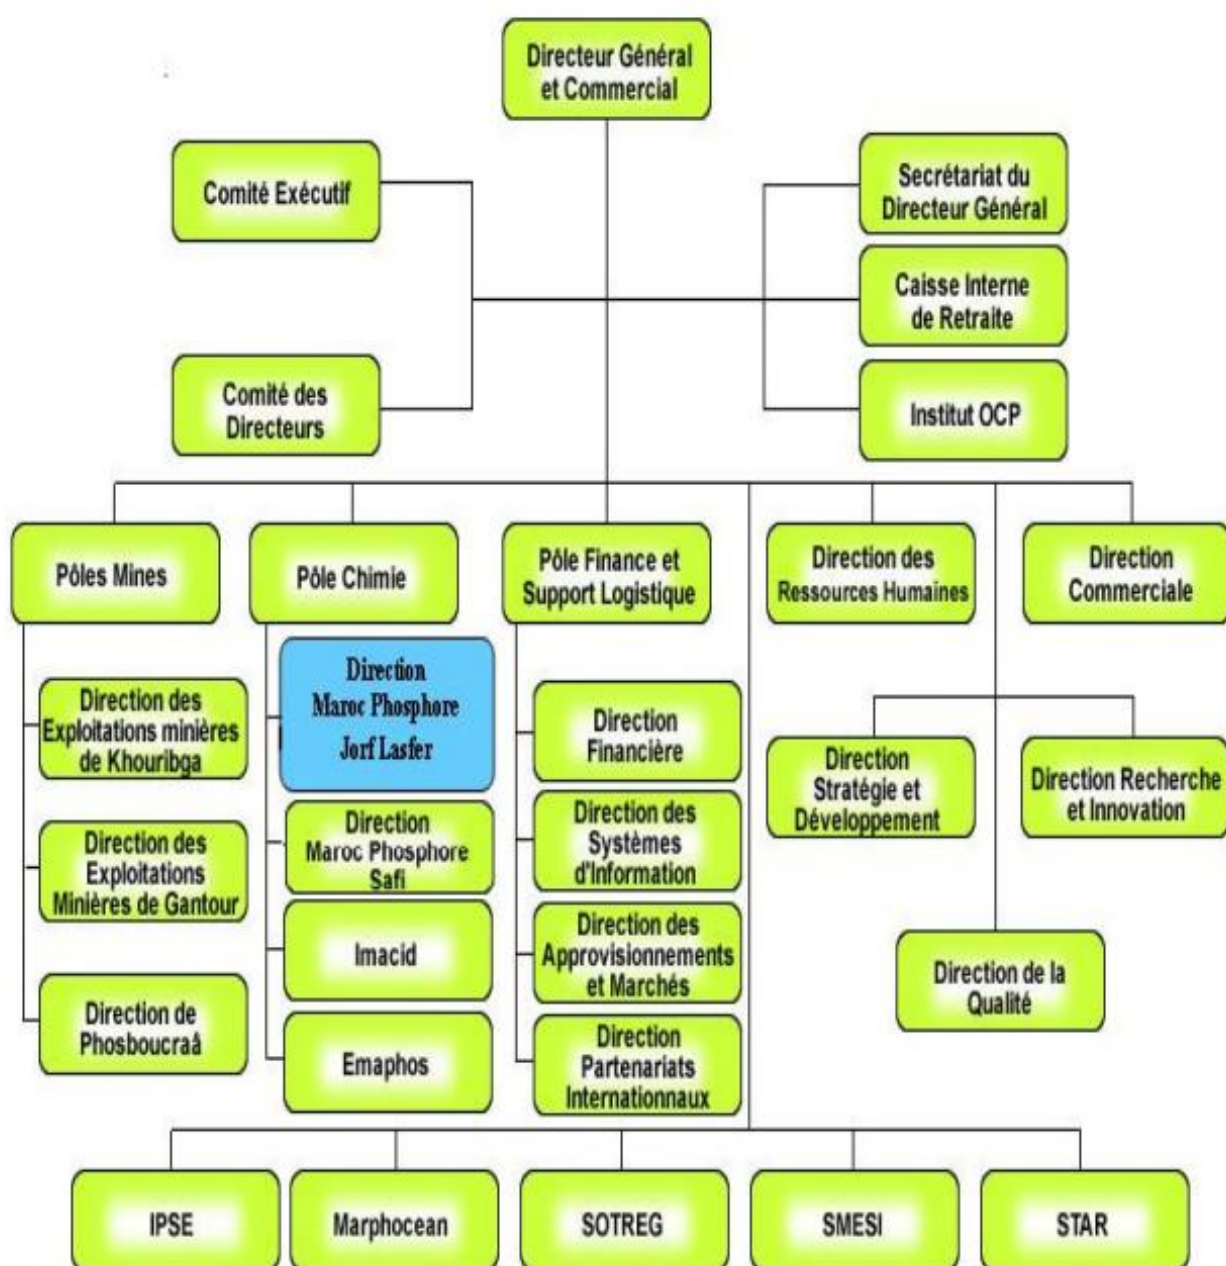 Directeur Général
et Commercial
Comité Exécutif
Secrétariat du
Directeur Général
Caisse Interne
de Retraite
Comité des
Directeurs
Institut OCP
Pôles Mines
Pôle Chimie
Pôle Finance et
Support Logistique
Direction des
Ressources Humaines
Direction
Commerciale
Direction des
Exploitations minières
de Khouribga
Direction des
Exploitations
Minières de Gantour
Direction de
Phosboucraâ
Direction
Maroc Phosphore
Jorf Lasfer
Direction
Maroc Phosphore
Safi
Imacid
Emaphos
Direction
Financière
Direction des
Systèmes
d'Information
Direction des
Approvisionnements
et Marchés
Direction
Partenariats
Internationnaux
Direction
Stratégie et
Développement
Direction Recherche
et Innovation
Direction de la
Qualité
IPSE
Marphocean
SOTREG
SMESI
STAR